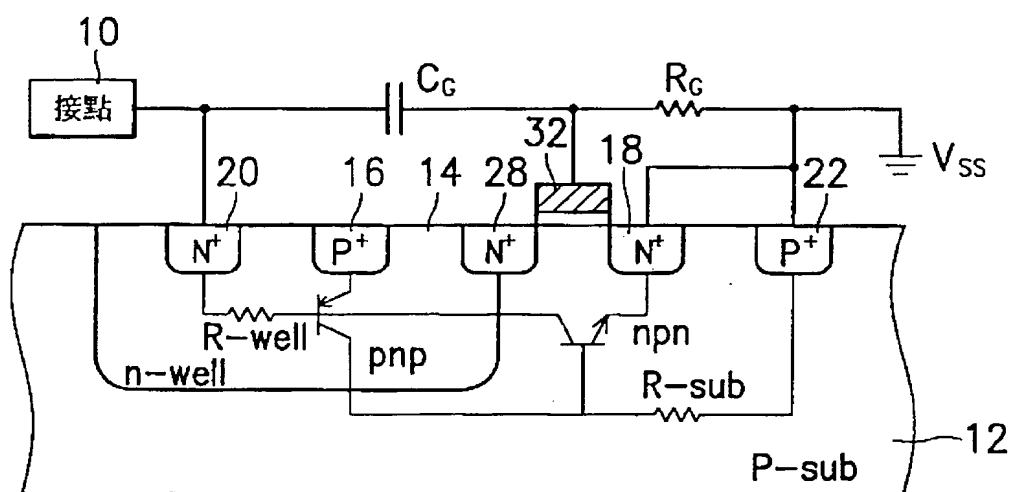 10
接點
C_G
R_G
32
18
V_SS
20
16
14
28
22
N⁺
P⁺
N⁺
N⁺
P⁺
R-well
pnp
npn
n-well
R-sub
12
P-sub